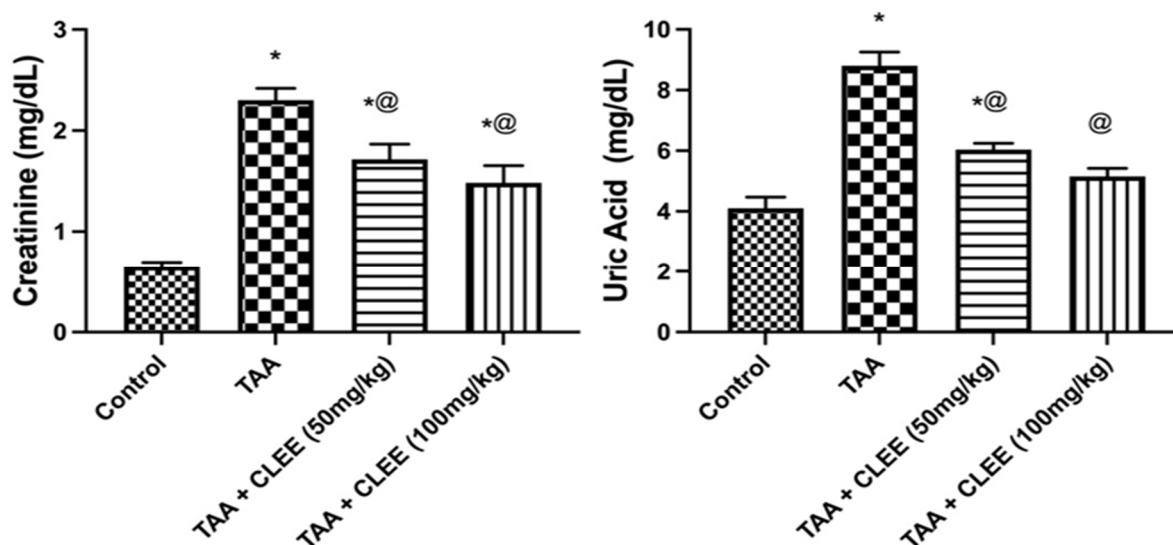 Creatinine (mg/dL)
3
2
1
0
*
*@
*@
Control
TAA
TAA + CLEE (50mg/kg)
TAA + CLEE (100mg/kg)
Uric Acid (mg/dL)
10
8
6
4
2
0
*
*@
@
Control
TAA
TAA + CLEE (50mg/kg)
TAA + CLEE (100mg/kg)